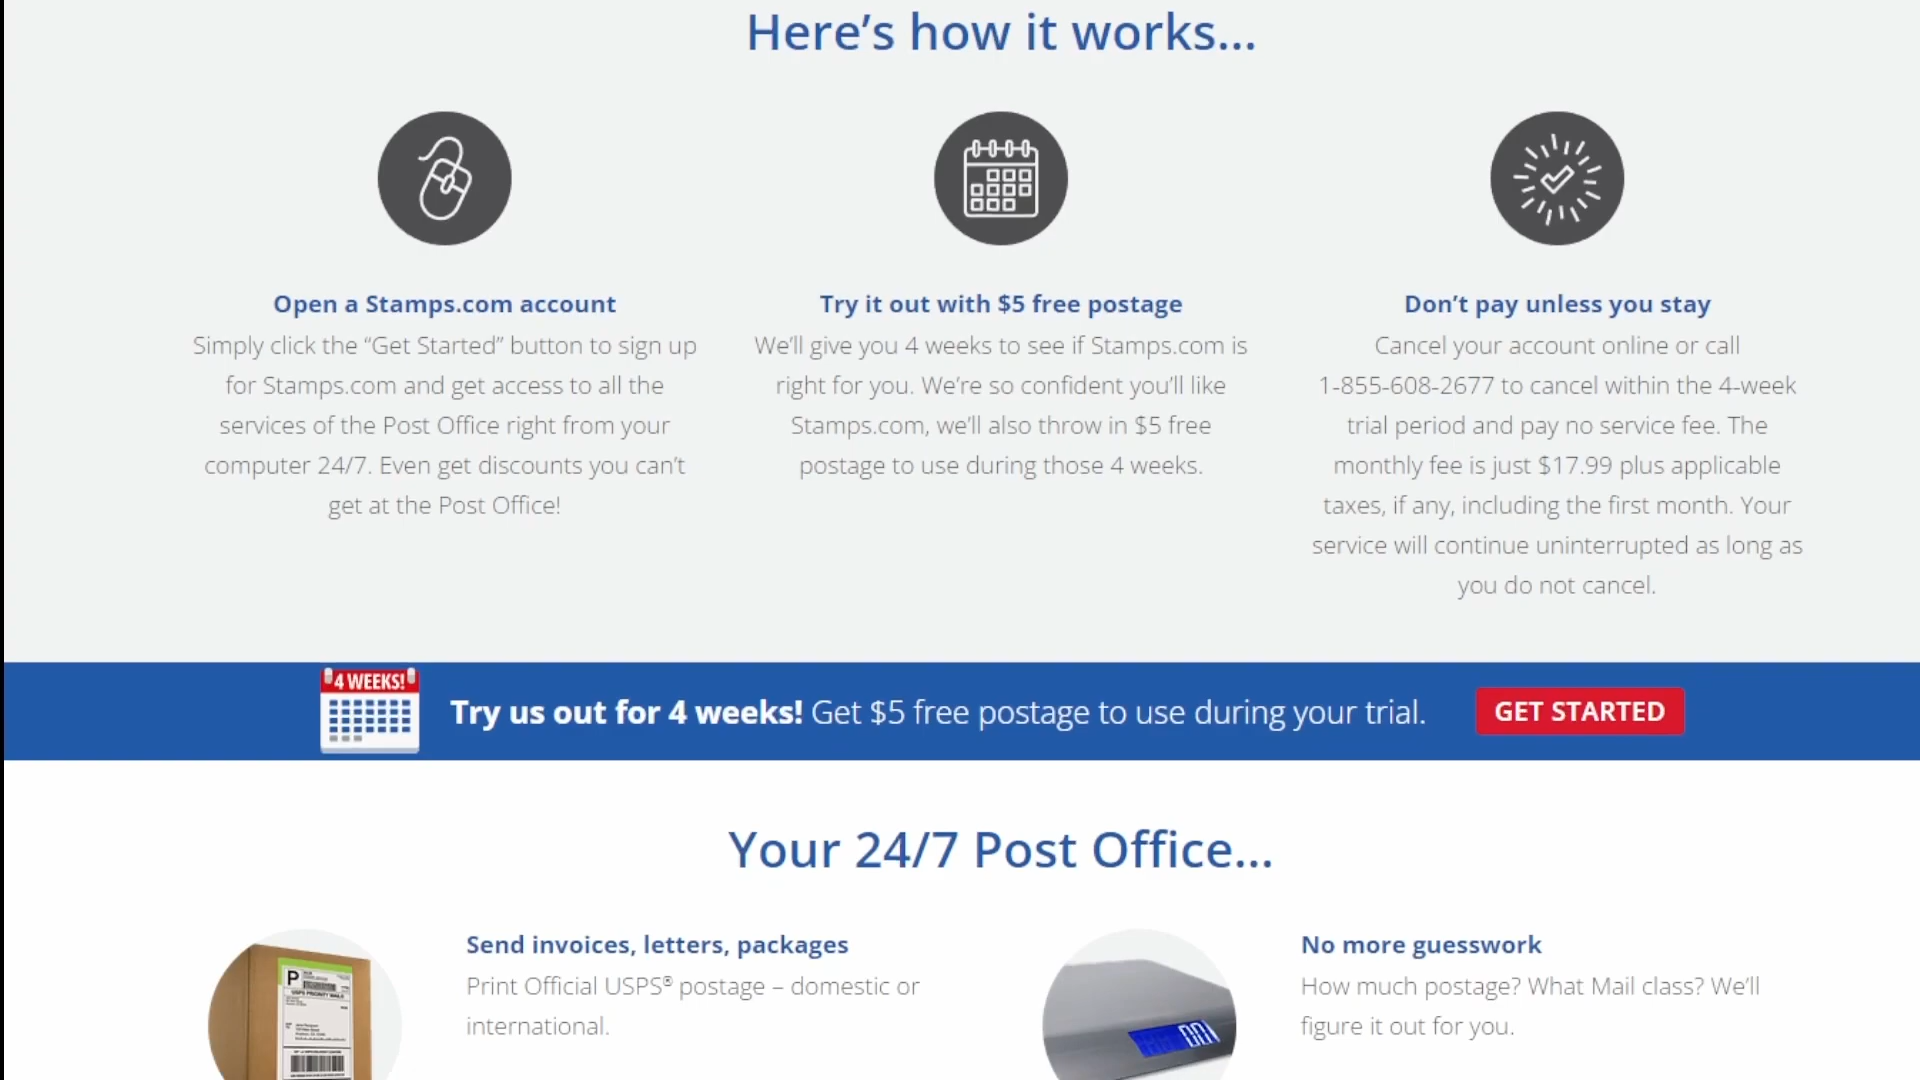 Here’s how it works...
Open a Stamps.com account
Simply click the “Get Started” button to sign up
for Stamps.com and get access to all the
services of the Post Office right from your
computer 24/7. Even get discounts you can’t
get at the Post Office!
Try it out with $5 free postage
We’ll give you 4 weeks to see if Stamps.com is
right for you. We’re so confident you’ll like
Stamps.com, we’ll also throw in $5 free
postage to use during those 4 weeks.
Don’t pay unless you stay
Cancel your account online or call
1-855-608-2677 to cancel within the 4-week
trial period and pay no service fee. The
monthly fee is just $17.99 plus applicable
taxes, if any, including the first month. Your
service will continue uninterrupted as long as
you do not cancel.
4 WEEKS!
Try us out for 4 weeks! Get $5 free postage to use during your trial.
GET STARTED
Your 24/7 Post Office...
P
USPS PRIORITY MAIL
Send invoices, letters, packages
Print Official USPS® postage – domestic or
international.
No more guesswork
How much postage? What Mail class? We’ll
figure it out for you.